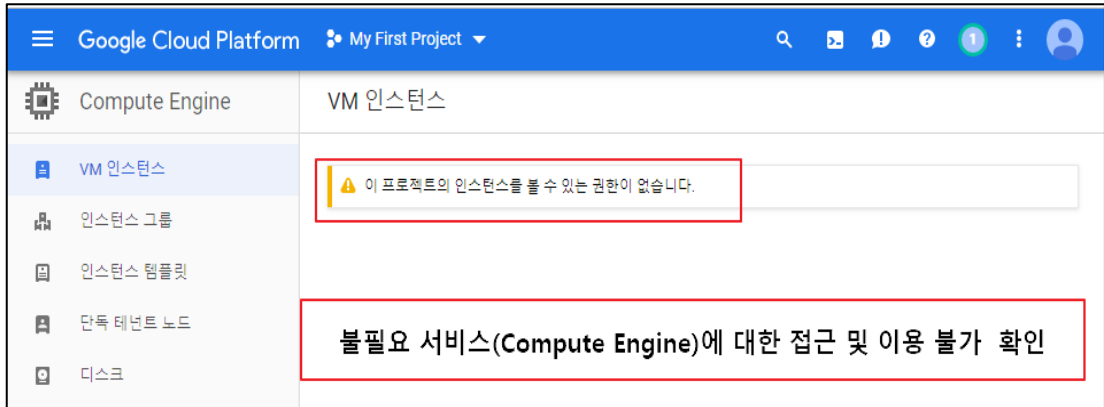 Google Cloud Platform
My First Project
1
Compute Engine
VM 인스턴스
VM 인스턴스
이 프로젝트의 인스턴스를 볼 수 있는 권한이 없습니다.
인스턴스 그룹
인스턴스 템플릿
단독 테넌트 노드
불필요 서비스(Compute Engine)에 대한 접근 및 이용 불가 확인
디스크